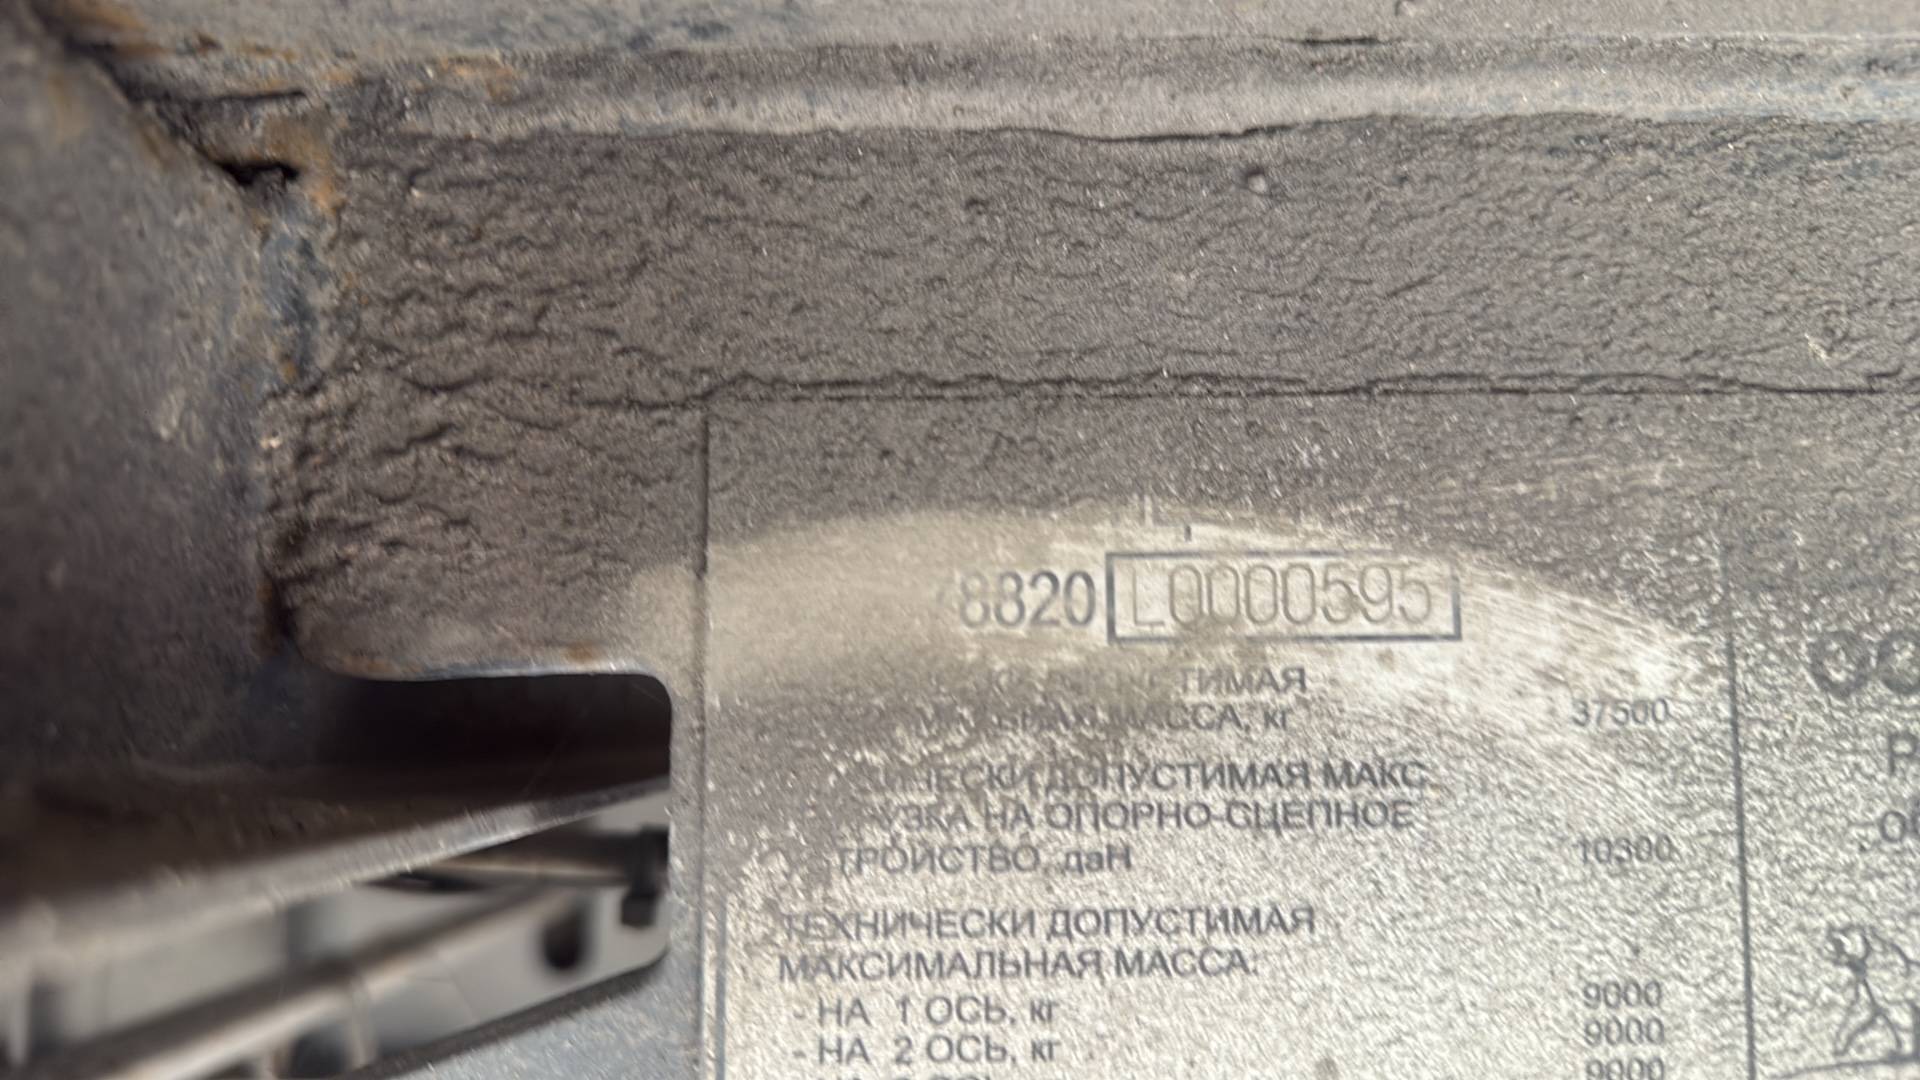 8820 L0000595
ТИМАЯ
МАССА, кг 37500
ДОПУСТИМАЯ МАКС
НА ОПОРНО-СЦЕПНОЕ
ТРОЙСТВО, даН 10300
ТЕХНИЧЕСКИ ДОПУСТИМАЯ
МАКСИМАЛЬНАЯ МАССА:
- НА 1 ОСЬ, кг 9000
- НА 2 ОСЬ, кг 9000
9000